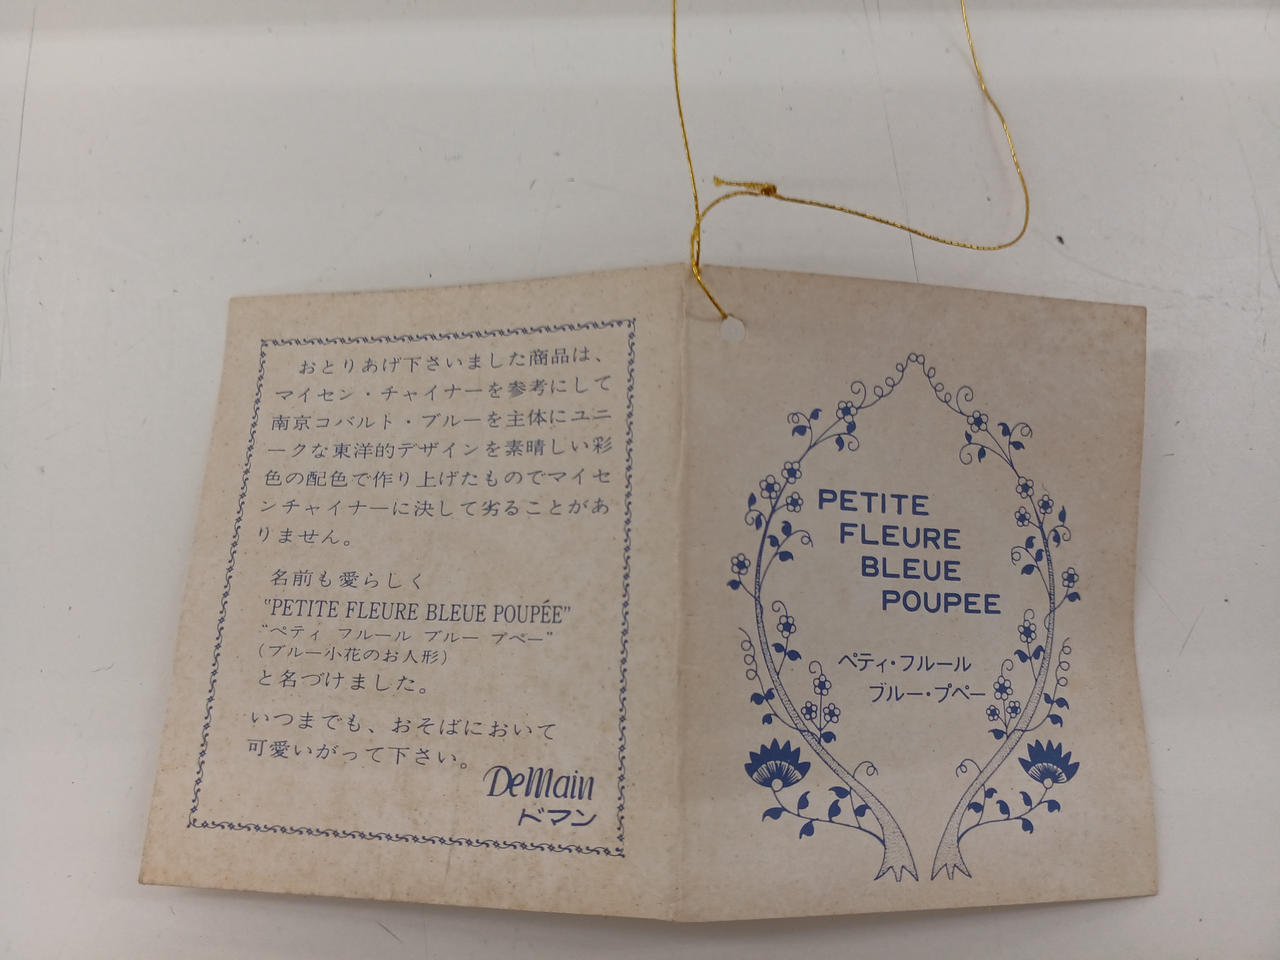 おとりあげ下さいました商品は、
マイセン・チャイナーを参考にして
南京コバルト・ブルーを主体にユニ
ークな東洋的デザインを素晴しい彩
色の配色で作り上げたものでマイセ
ンチャイナーに決して劣ることがあ
りません。
名前も愛らしく
"PETITE FLEURE BLEUE POUPÉE"
"ペティ フルール ブルー プペー"
(ブルー小花のお人形)
と名づけました。
いつまでも、おそばにおいて
可愛いがって下さい。
DeMain
ドマン
PETITE
FLEURE
BLEUE
POUPEE
ペティ・フルール
ブルー・プペー